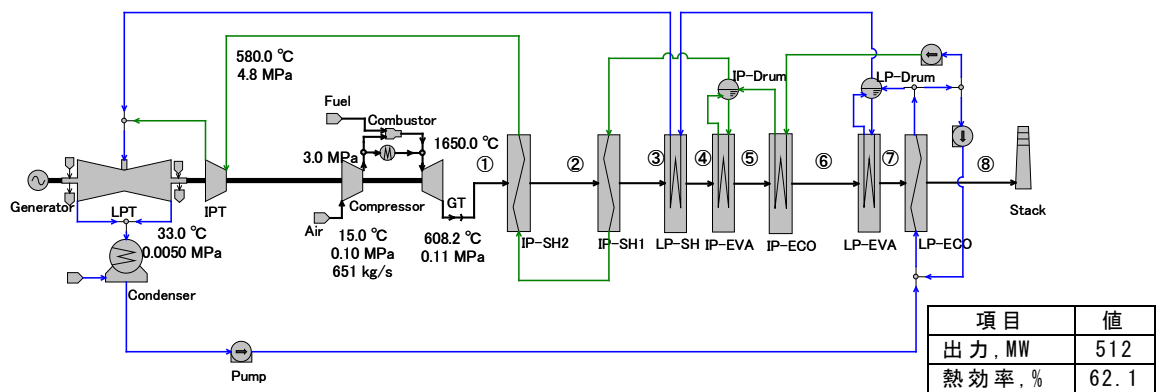 580.0 ℃
4.8 MPa
Fuel
Combustor
1650.0 ℃
3.0 MPa
IP-Drum
LP-Drum
① ② ③ ④ ⑤ ⑥ ⑦ ⑧
Generator
LPT
IPT
Compressor
GT
Air
33.0 ℃
0.0050 MPa
15.0 ℃
0.10 MPa
651 kg/s
608.2 ℃
0.11 MPa
IP-SH2
IP-SH1
LP-SH
IP-EVA
IP-ECO
LP-EVA
LP-ECO
Stack
Condenser
Pump
項目 値
出力, MW 512
熱効率, % 62.1